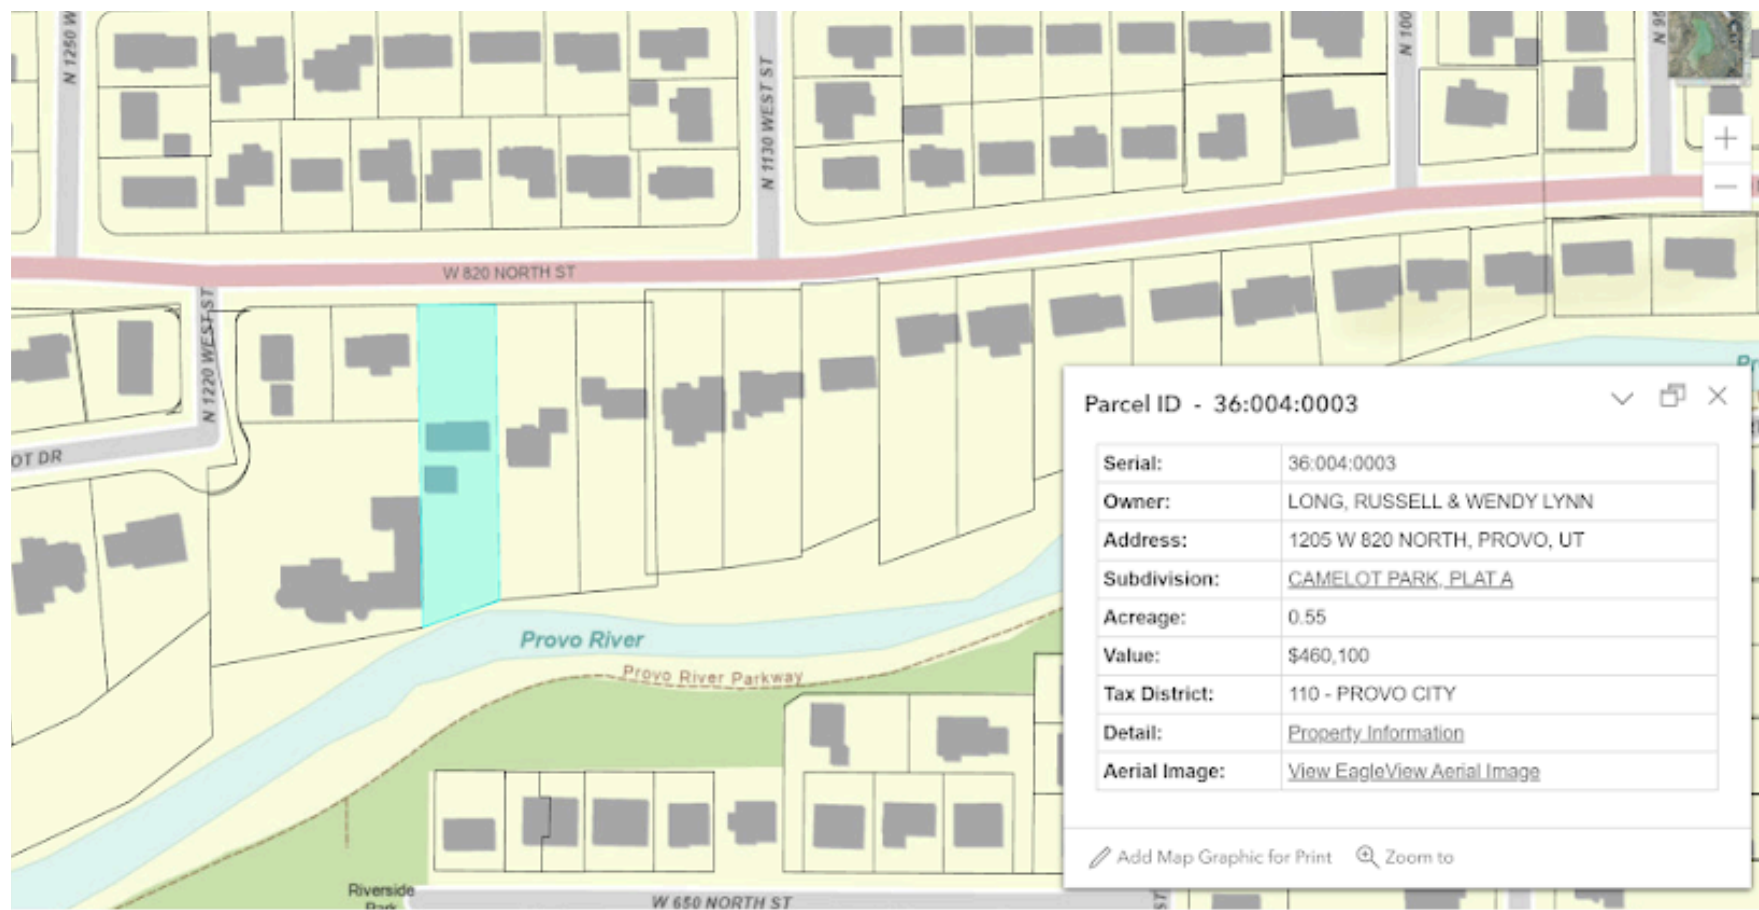 N 1250 W
N 1130 WEST ST
N 100
N 95
W 820 NORTH ST
N 1220 WEST ST
OT DR
Provo River
Provo River Parkway
Riverside
Park
W 650 NORTH ST
ST
Pr
Parcel ID - 36:004:0003
Serial: 36:004:0003
Owner: LONG, RUSSELL & WENDY LYNN
Address: 1205 W 820 NORTH, PROVO, UT
Subdivision: CAMELOT PARK, PLAT A
Acreage: 0.55
Value: $460,100
Tax District: 110 - PROVO CITY
Detail: Property Information
Aerial Image: View EagleView Aerial Image
Add Map Graphic for Print Zoom to